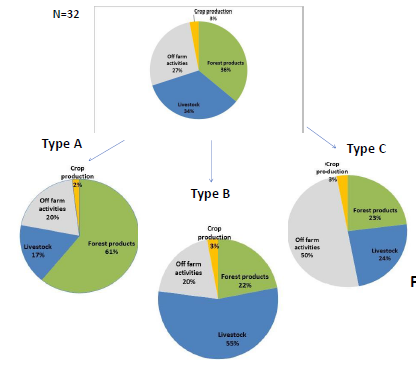 N=32
Crop production
3%
Off farm
activities
27%
Forest products
36%
Livestock
34%
Type A
Type B
Type C
Crop
production
2%
Off farm
activities
20%
Forest products
61%
Livestock
17%
Crop
production
3%
Off farm
activities
20%
Forest products
22%
Livestock
55%
Crop
production
3%
Forest products
23%
Off farm
activities
50%
Livestock
24%
F